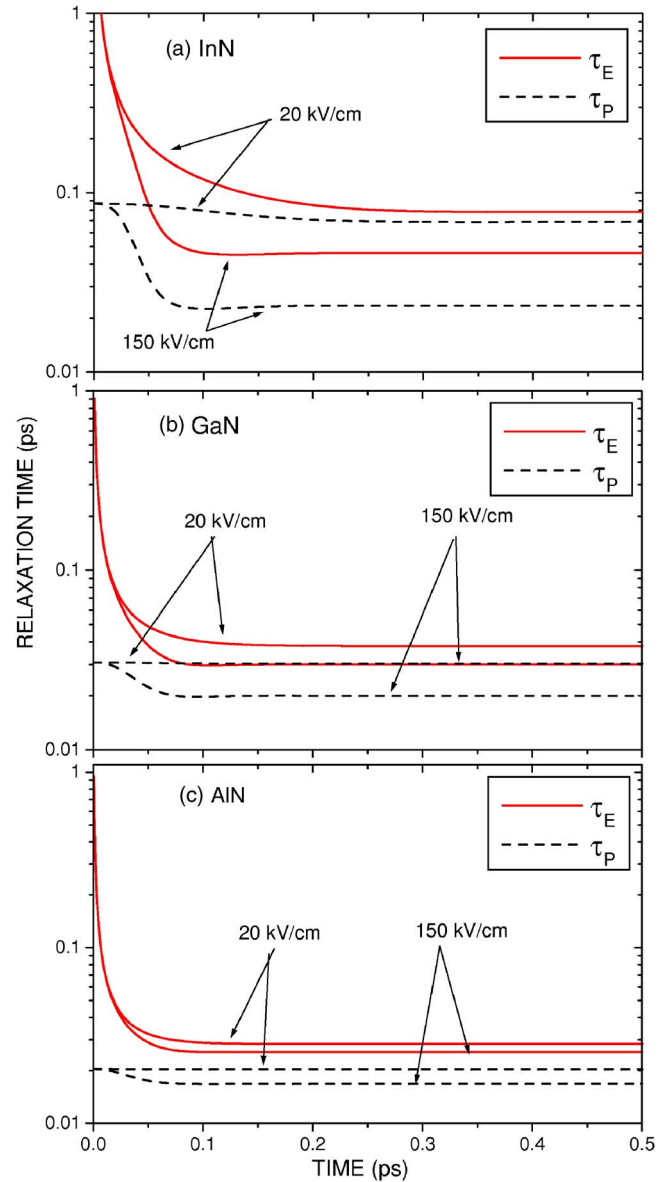 1
(a) InN
τE
τP
20 kV/cm
0.1
150 kV/cm
0.01
1
(b) GaN
τE
τP
20 kV/cm
150 kV/cm
0.1
0.01
RELAXATION TIME (ps)
1
(c) AlN
τE
τP
20 kV/cm
150 kV/cm
0.1
0.01
0.0 0.1 0.2 0.3 0.4 0.5
TIME (ps)